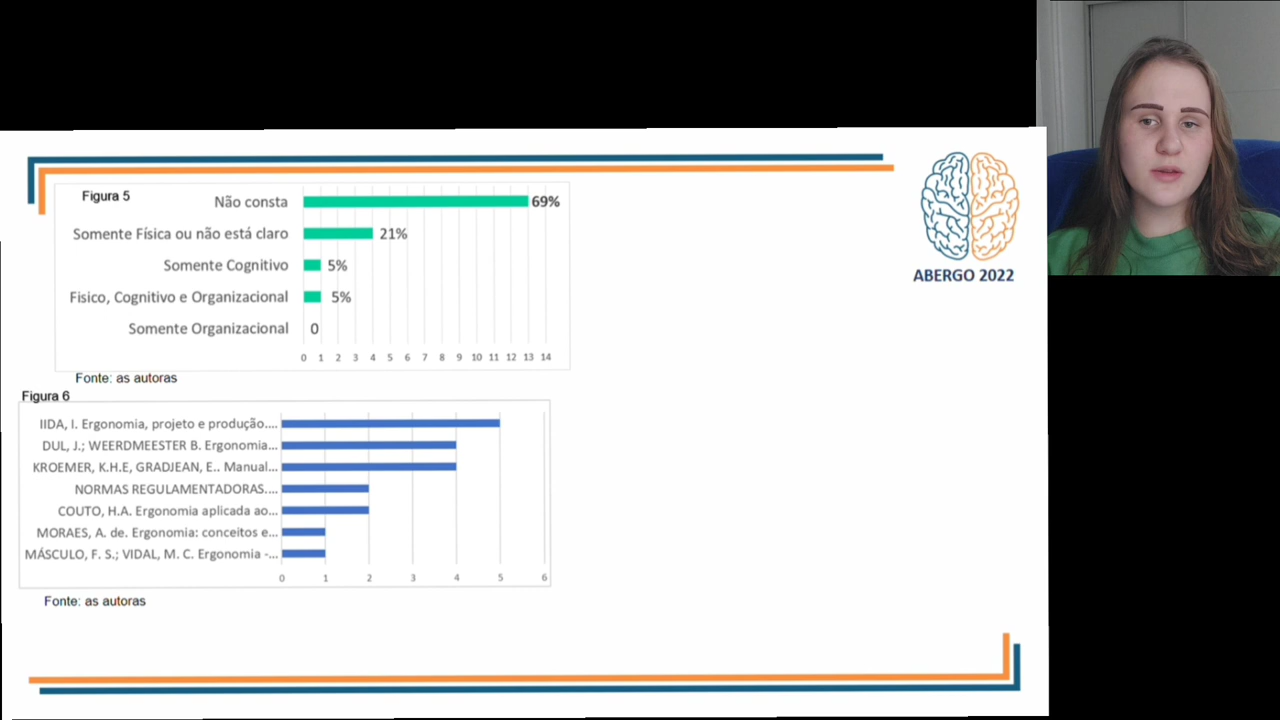 Figura 5
Não consta 69%
Somente Física ou não está claro 21%
Somente Cognitivo 5%
Fisico, Cognitivo e Organizacional 5%
Somente Organizacional 0
0 1 2 3 4 5 6 7 8 9 10 11 12 13 14
Fonte: as autoras
ABERGO 2022
Figura 6
IIDA, I. Ergonomia, projeto e produção....
DUL, J.; WEERDMEESTER B. Ergonomia...
KROEMER, K.H.E, GRADJEAN, E.. Manual...
NORMAS REGULAMENTADORAS....
COUTO, H.A. Ergonomia aplicada ao...
MORAES, A. de. Ergonomia: conceitos e...
MÁSCULO, F. S.; VIDAL, M. C. Ergonomia -...
0 1 2 3 4 5 6
Fonte: as autoras